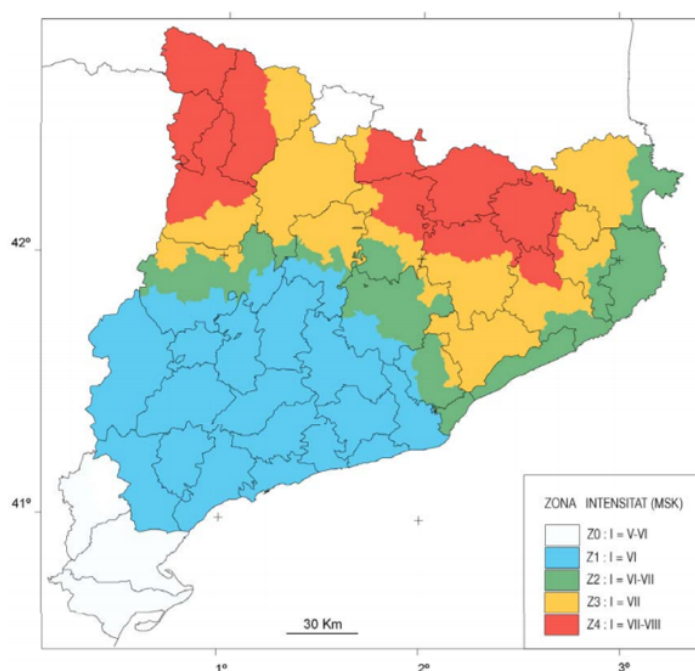 42º
41º
ZONA INTENSITAT (MSK)
Z0 : I = V-VI
Z1 : I = VI
Z2 : I = VI-VII
Z3 : I = VII
Z4 : I = VII-VIII
30 Km
1º
2º
3º